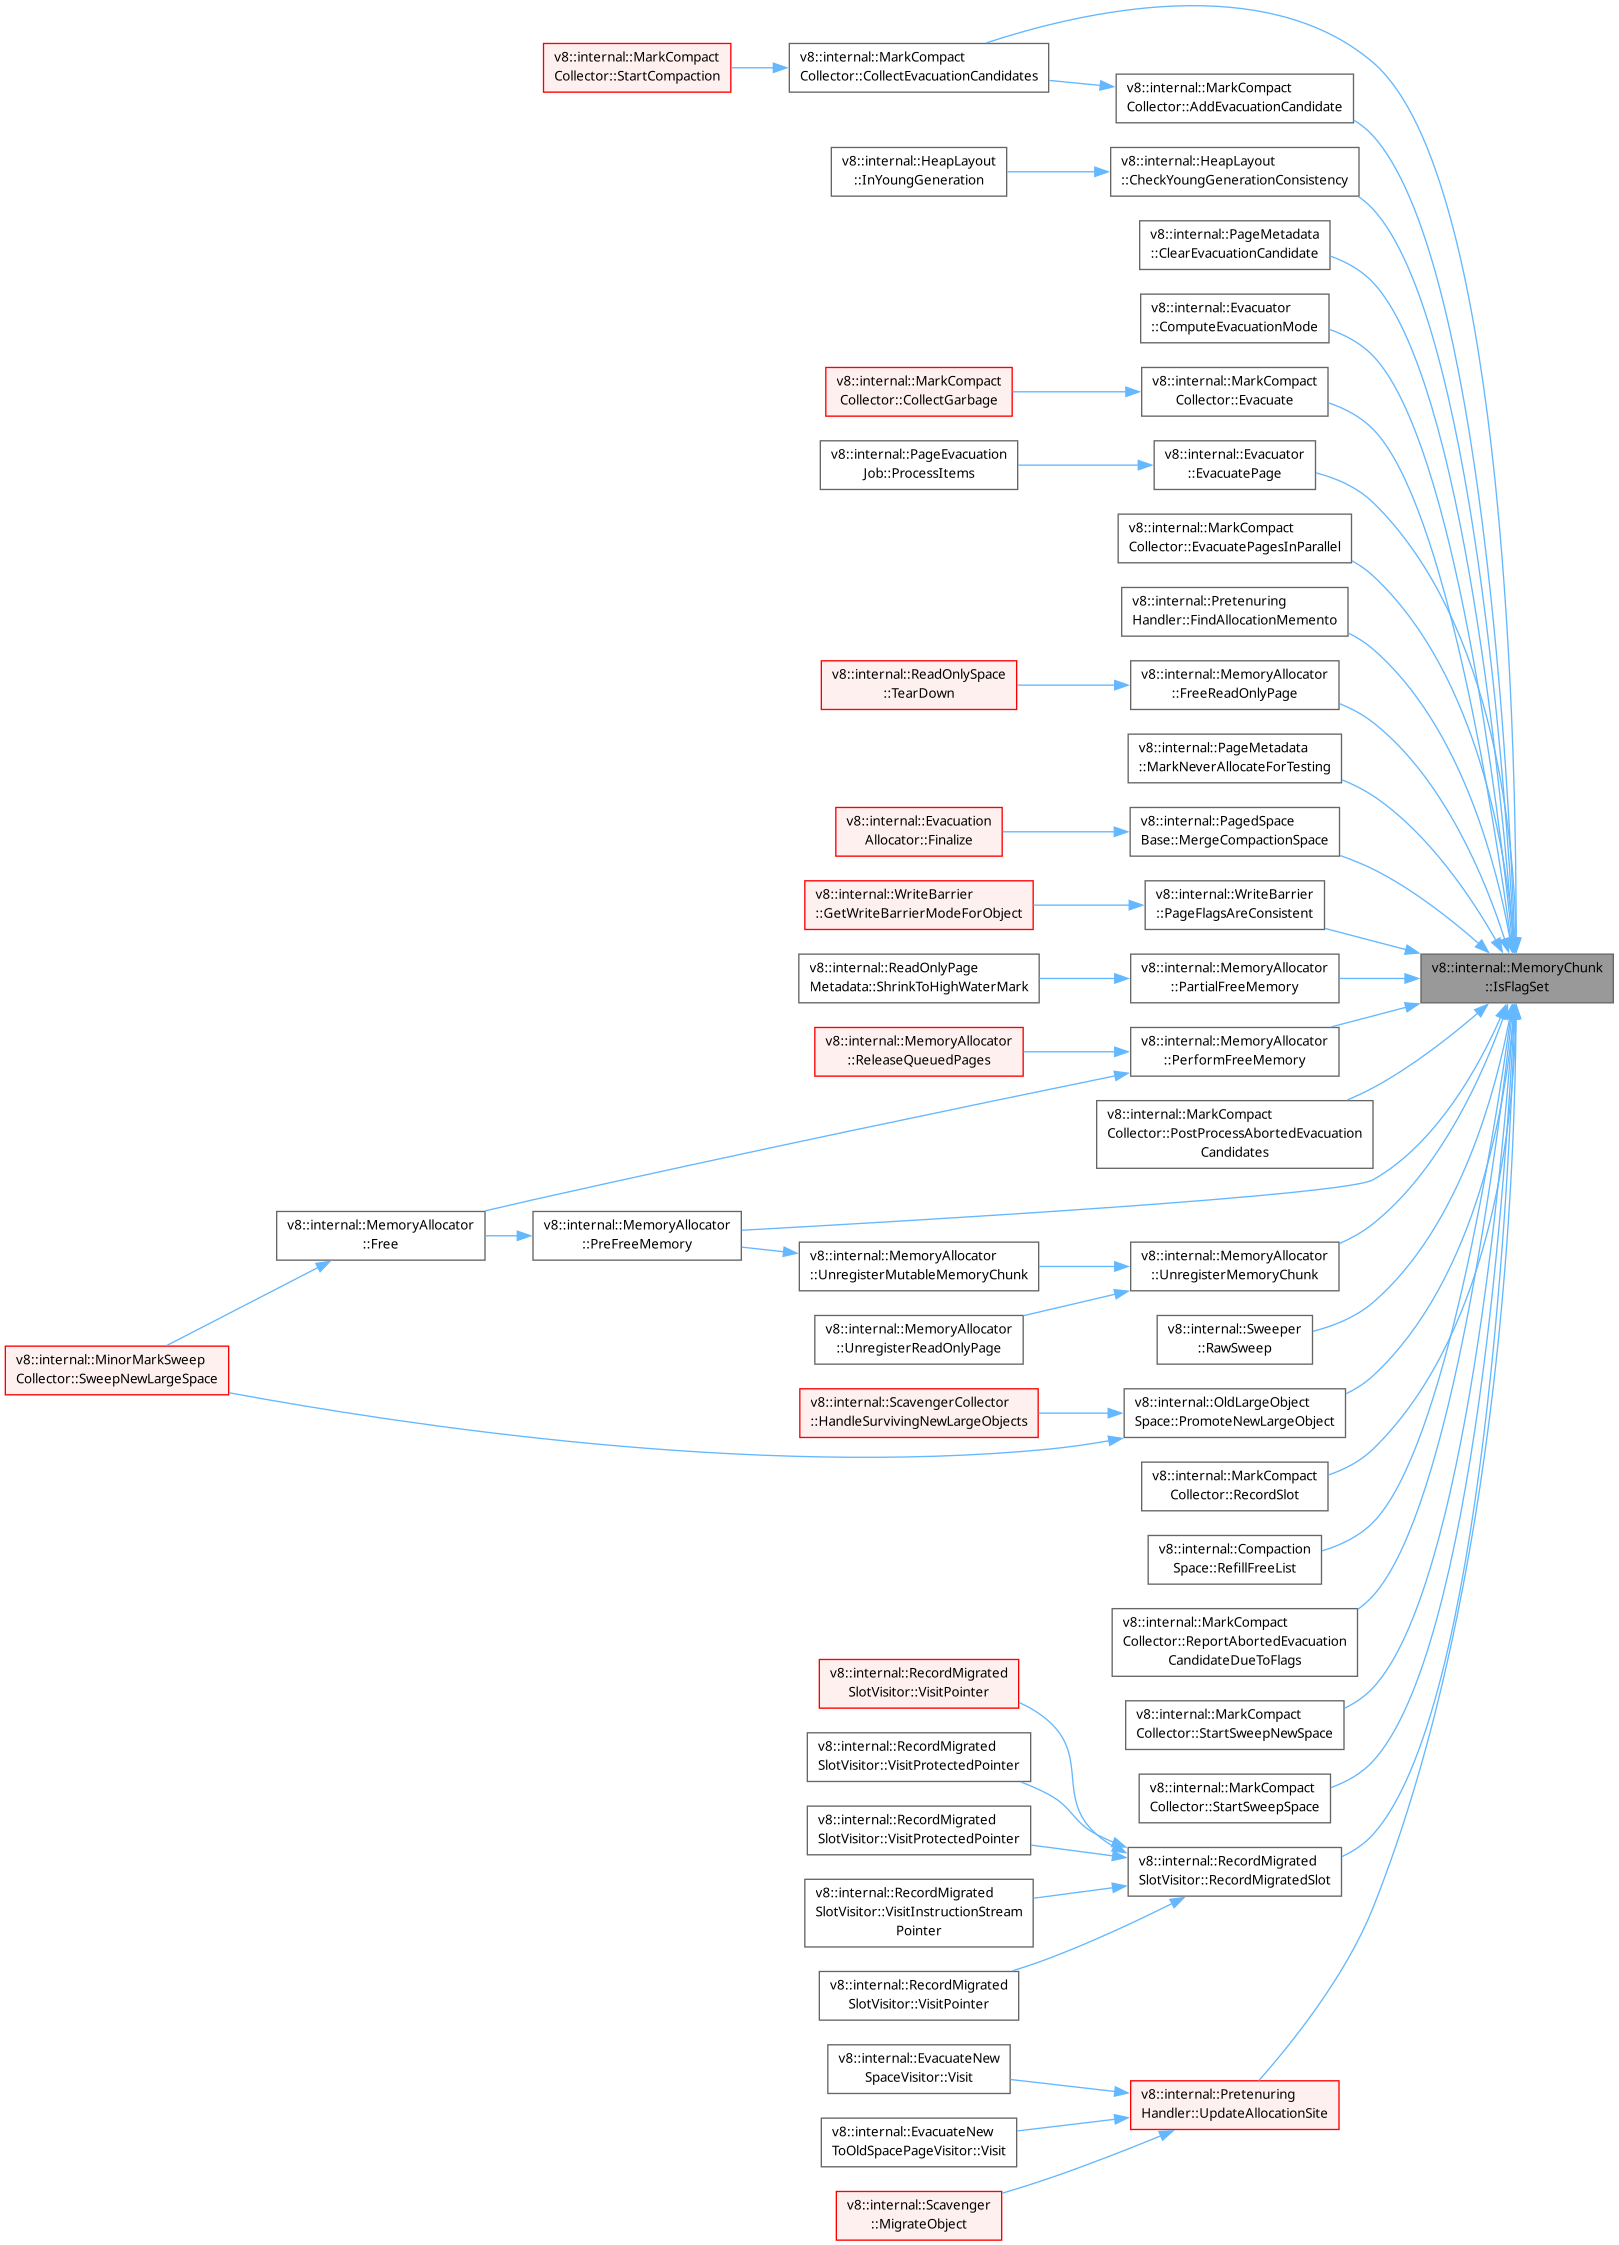 v8::internal::MarkCompact
Collector::StartCompaction
v8::internal::MarkCompact
Collector::CollectEvacuationCandidates
v8::internal::MarkCompact
Collector::AddEvacuationCandidate
v8::internal::HeapLayout
::InYoungGeneration
v8::internal::HeapLayout
::CheckYoungGenerationConsistency
v8::internal::PageMetadata
::ClearEvacuationCandidate
v8::internal::Evacuator
::ComputeEvacuationMode
v8::internal::MarkCompact
Collector::CollectGarbage
v8::internal::MarkCompact
Collector::Evacuate
v8::internal::PageEvacuation
Job::ProcessItems
v8::internal::Evacuator
::EvacuatePage
v8::internal::MarkCompact
Collector::EvacuatePagesInParallel
v8::internal::Pretenuring
Handler::FindAllocationMemento
v8::internal::ReadOnlySpace
::TearDown
v8::internal::MemoryAllocator
::FreeReadOnlyPage
v8::internal::PageMetadata
::MarkNeverAllocateForTesting
v8::internal::Evacuation
Allocator::Finalize
v8::internal::PagedSpace
Base::MergeCompactionSpace
v8::internal::WriteBarrier
::GetWriteBarrierModeForObject
v8::internal::WriteBarrier
::PageFlagsAreConsistent
v8::internal::MemoryChunk
::IsFlagSet
v8::internal::ReadOnlyPage
Metadata::ShrinkToHighWaterMark
v8::internal::MemoryAllocator
::PartialFreeMemory
v8::internal::MemoryAllocator
::ReleaseQueuedPages
v8::internal::MemoryAllocator
::PerformFreeMemory
v8::internal::MarkCompact
Collector::PostProcessAbortedEvacuation
Candidates
v8::internal::MemoryAllocator
::Free
v8::internal::MemoryAllocator
::PreFreeMemory
v8::internal::MemoryAllocator
::UnregisterMutableMemoryChunk
v8::internal::MemoryAllocator
::UnregisterMemoryChunk
v8::internal::MemoryAllocator
::UnregisterReadOnlyPage
v8::internal::Sweeper
::RawSweep
v8::internal::MinorMarkSweep
Collector::SweepNewLargeSpace
v8::internal::ScavengerCollector
::HandleSurvivingNewLargeObjects
v8::internal::OldLargeObject
Space::PromoteNewLargeObject
v8::internal::MarkCompact
Collector::RecordSlot
v8::internal::Compaction
Space::RefillFreeList
v8::internal::MarkCompact
Collector::ReportAbortedEvacuation
CandidateDueToFlags
v8::internal::RecordMigrated
SlotVisitor::VisitPointer
v8::internal::MarkCompact
Collector::StartSweepNewSpace
v8::internal::RecordMigrated
SlotVisitor::VisitProtectedPointer
v8::internal::MarkCompact
Collector::StartSweepSpace
v8::internal::RecordMigrated
SlotVisitor::VisitProtectedPointer
v8::internal::RecordMigrated
SlotVisitor::RecordMigratedSlot
v8::internal::RecordMigrated
SlotVisitor::VisitInstructionStream
Pointer
v8::internal::RecordMigrated
SlotVisitor::VisitPointer
v8::internal::EvacuateNew
SpaceVisitor::Visit
v8::internal::Pretenuring
Handler::UpdateAllocationSite
v8::internal::EvacuateNew
ToOldSpacePageVisitor::Visit
v8::internal::Scavenger
::MigrateObject